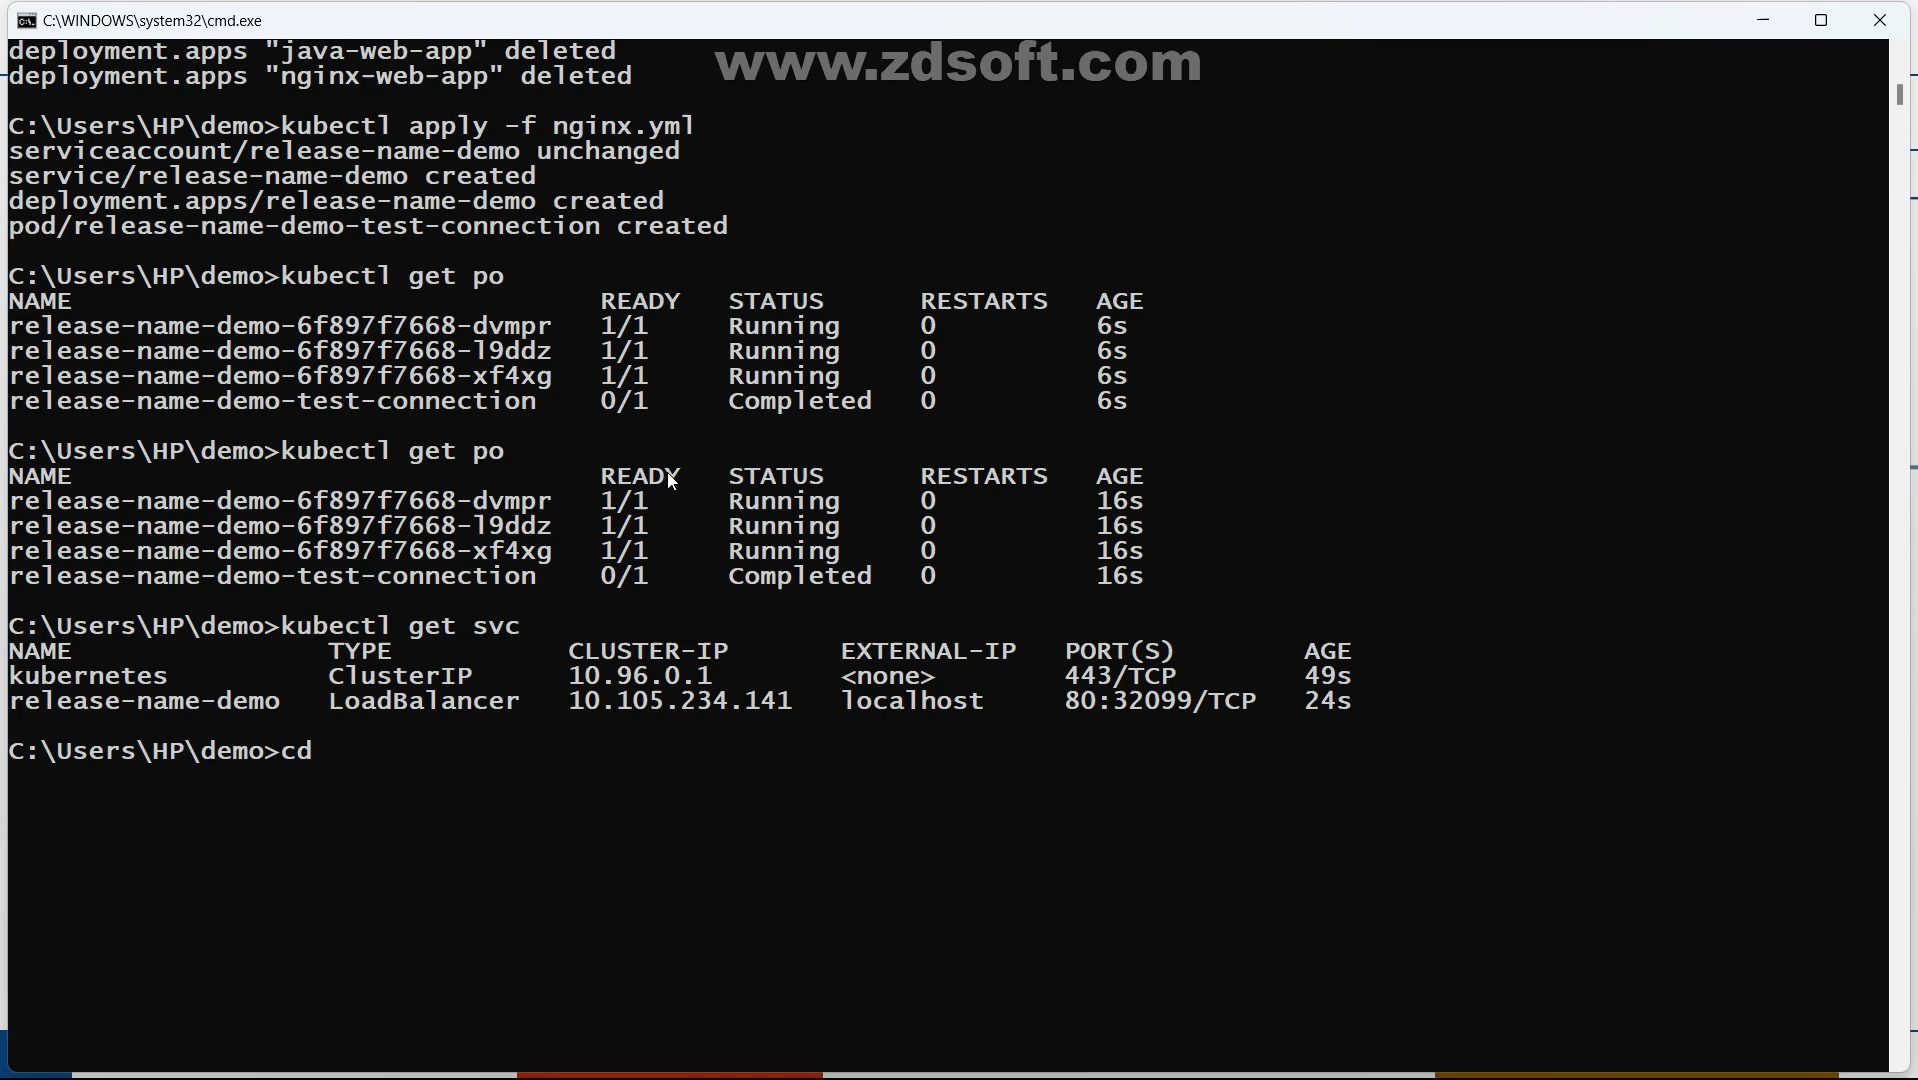 C:\WINDOWS\system32\cmd.exe
deployment.apps "java-web-app" deleted
www.zdsoft.com
deployment.apps "nginx-web-app" deleted
C:\Users\HP\demo>kubectl apply -f nginx.yml
serviceaccount/release-name-demo unchanged
service/release-name-demo created
deployment.apps/release-name-demo created
pod/release-name-demo-test-connection created
C:\Users\HP\demo>kubectl get po
NAME READY STATUS RESTARTS AGE
release-name-demo-6f897f7668-dvmpr 1/1 Running 0 6s
release-name-demo-6f897f7668-l9ddz 1/1 Running 0 6s
release-name-demo-6f897f7668-xf4xg 1/1 Running 0 6s
release-name-demo-test-connection 0/1 Completed 0 6s
C:\Users\HP\demo>kubectl get po
NAME READY STATUS RESTARTS AGE
release-name-demo-6f897f7668-dvmpr 1/1 Running 0 16s
release-name-demo-6f897f7668-l9ddz 1/1 Running 0 16s
release-name-demo-6f897f7668-xf4xg 1/1 Running 0 16s
release-name-demo-test-connection 0/1 Completed 0 16s
C:\Users\HP\demo>kubectl get svc
NAME TYPE CLUSTER-IP EXTERNAL-IP PORT(S) AGE
kubernetes ClusterIP 10.96.0.1 <none> 443/TCP 49s
release-name-demo LoadBalancer 10.105.234.141 localhost 80:32099/TCP 24s
C:\Users\HP\demo>cd